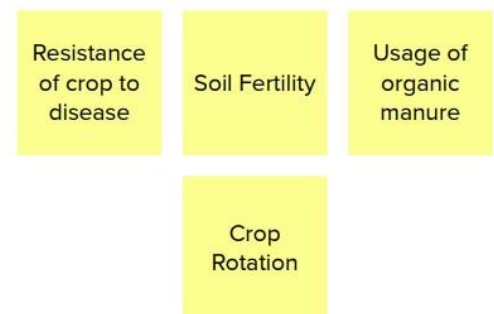 Resistance
of crop to
disease
Soil Fertility
Usage of
organic
manure
Crop
Rotation